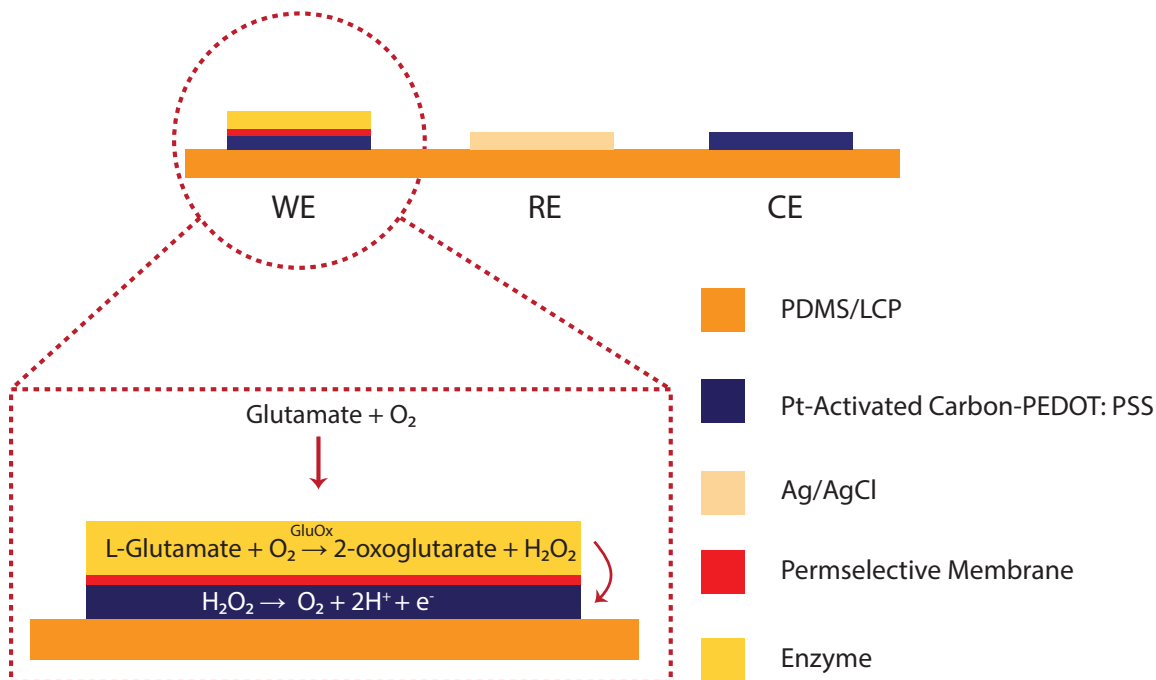 WE
RE
CE
PDMS/LCP
Pt-Activated Carbon-PEDOT: PSS
Ag/AgCl
Permselective Membrane
Enzyme
Glutamate + O₂
GluOx
L-Glutamate + O₂ → 2-oxoglutarate + H₂O₂
H₂O₂ → O₂ + 2H⁺ + e⁻